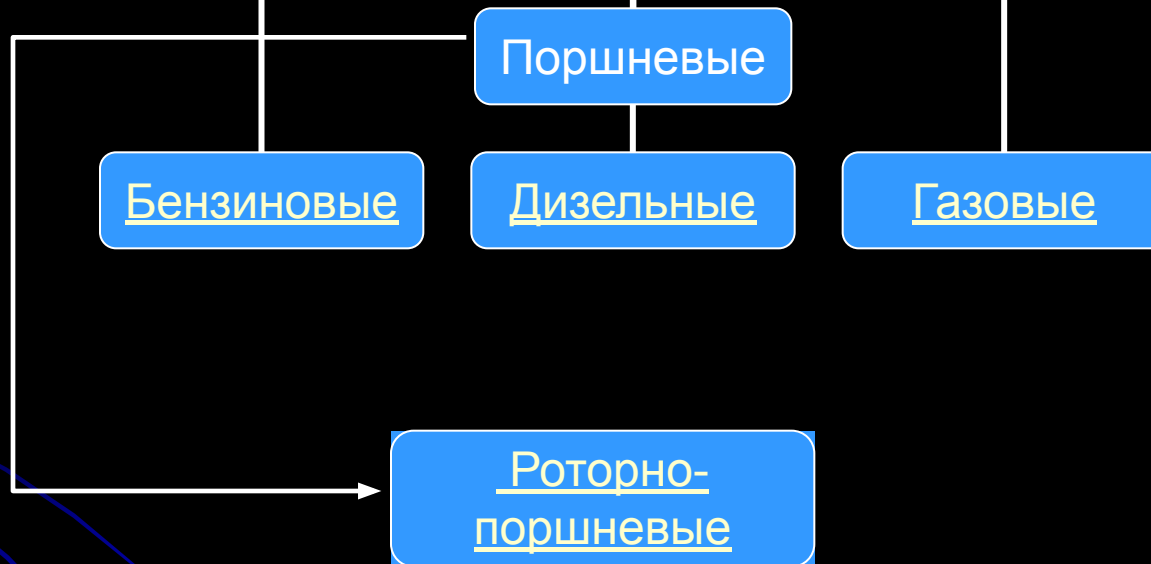 Поршневые
Бензиновые
Дизельные
Газовые
Роторно-
поршневые